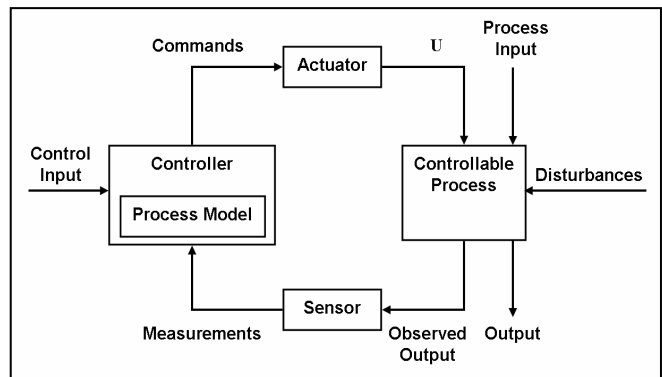 Commands
Actuator
U
Process
Input
Control
Input
Controller
Process Model
Controllable
Process
Disturbances
Sensor
Measurements
Observed
Output
Output